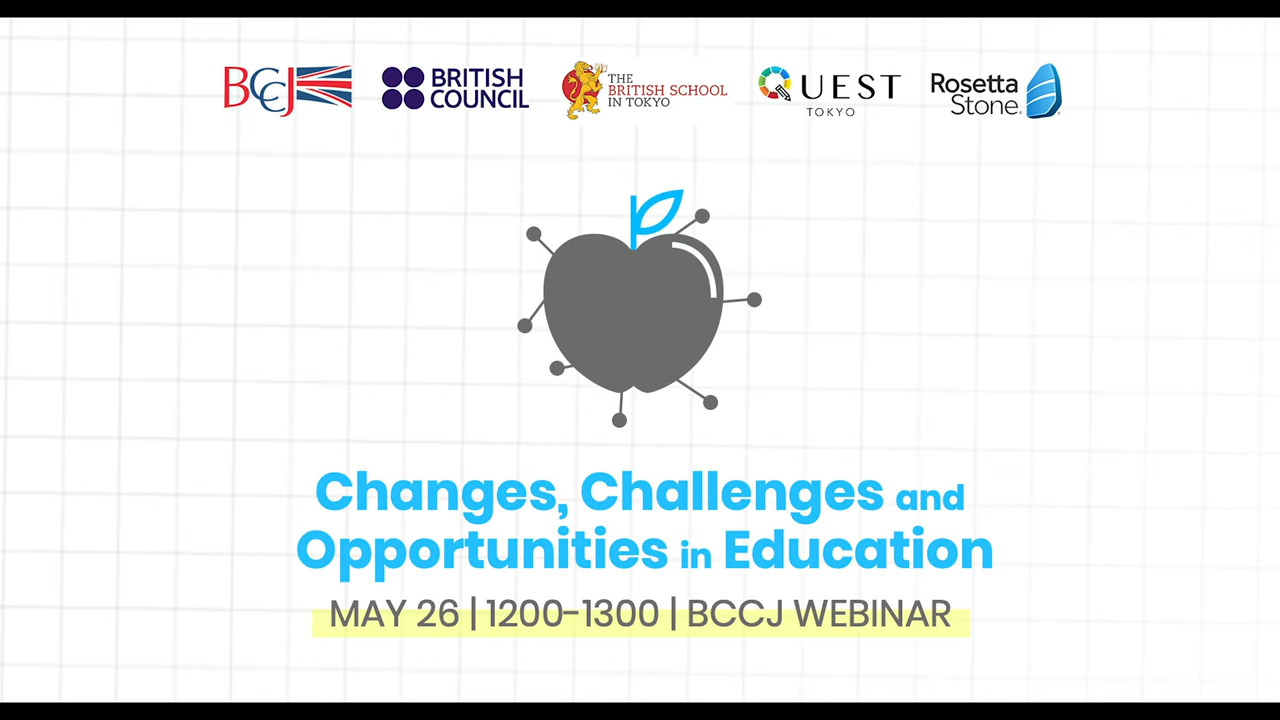 BCCJ
BRITISH
COUNCIL
THE
BRITISH SCHOOL
IN TOKYO
QUEST
TOKYO
Rosetta
Stone
Changes, Challenges and
Opportunities in Education
MAY 26 | 1200-1300 | BCCJ WEBINAR